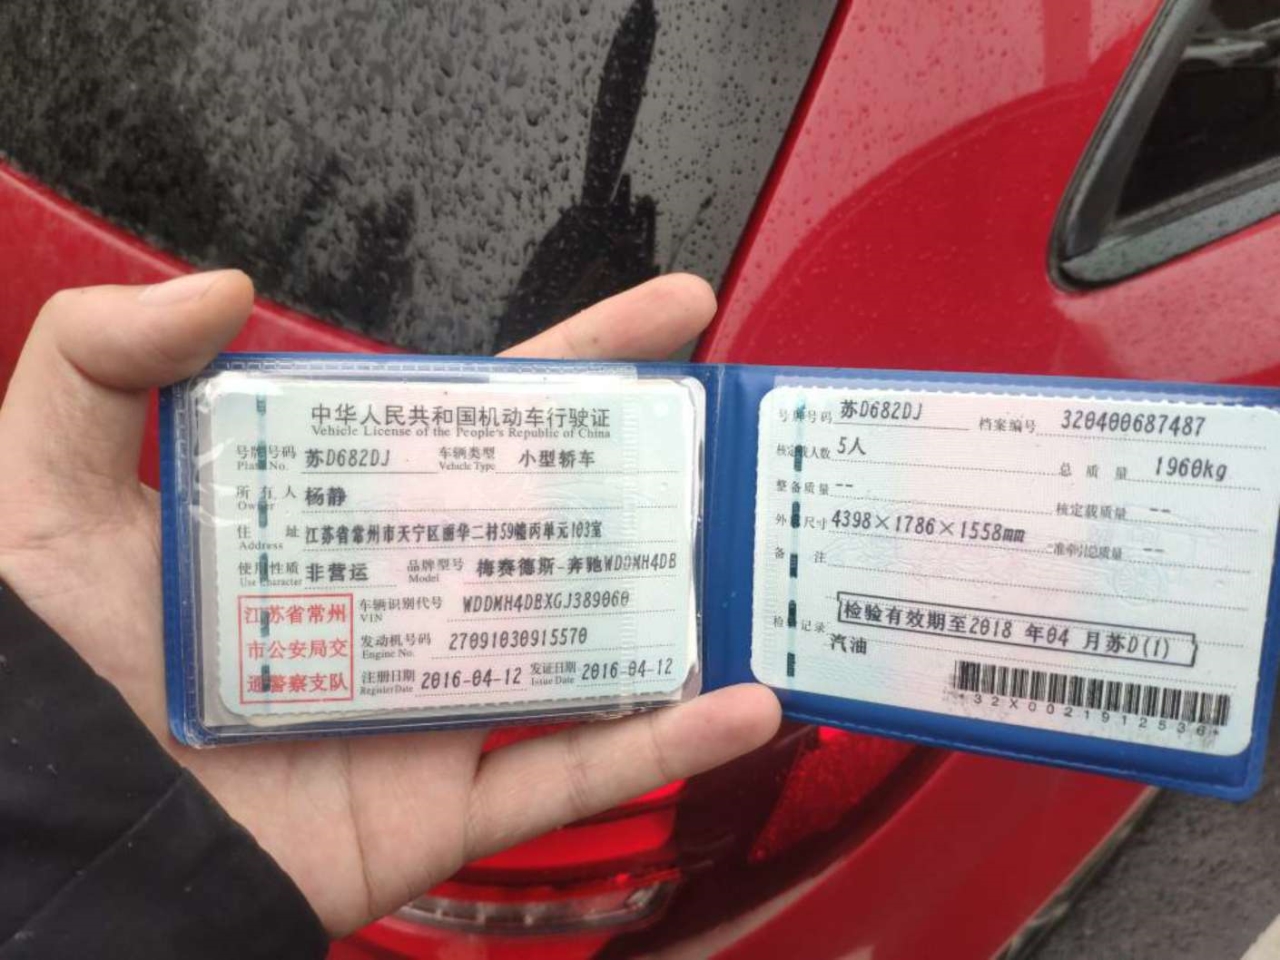 中华人民共和国机动车行驶证
Vehicle License of the People's Republic of China
号牌号码 苏D682DJ 车辆类型 小型轿车
Plate No. Vehicle Type
所有人 杨静
Owner
住址 江苏省常州市天宁区丽华二村59幢丙单元103室
Address
使用性质 非营运 品牌型号 梅赛德斯-奔驰WDDMH4DB
Use Character Model
江苏省常州
市公安局交
通警察支队
车辆识别代号 WDDMH4DBXGJ389060
VIN
发动机号码 27091030915570
Engine No.
注册日期 2016-04-12 发证日期 2016-04-12
Register Date Issue Date
号牌号码 苏D682DJ 档案编号 320400687487
核定载人数 5人 总质量 1960kg
整备质量 -- 核定载质量 --
外廓尺寸 4398×1786×1558mm 准牵引总质量 --
备注
检验记录 检验有效期至2018年04月苏D(1)
汽油
*32X0021912536*